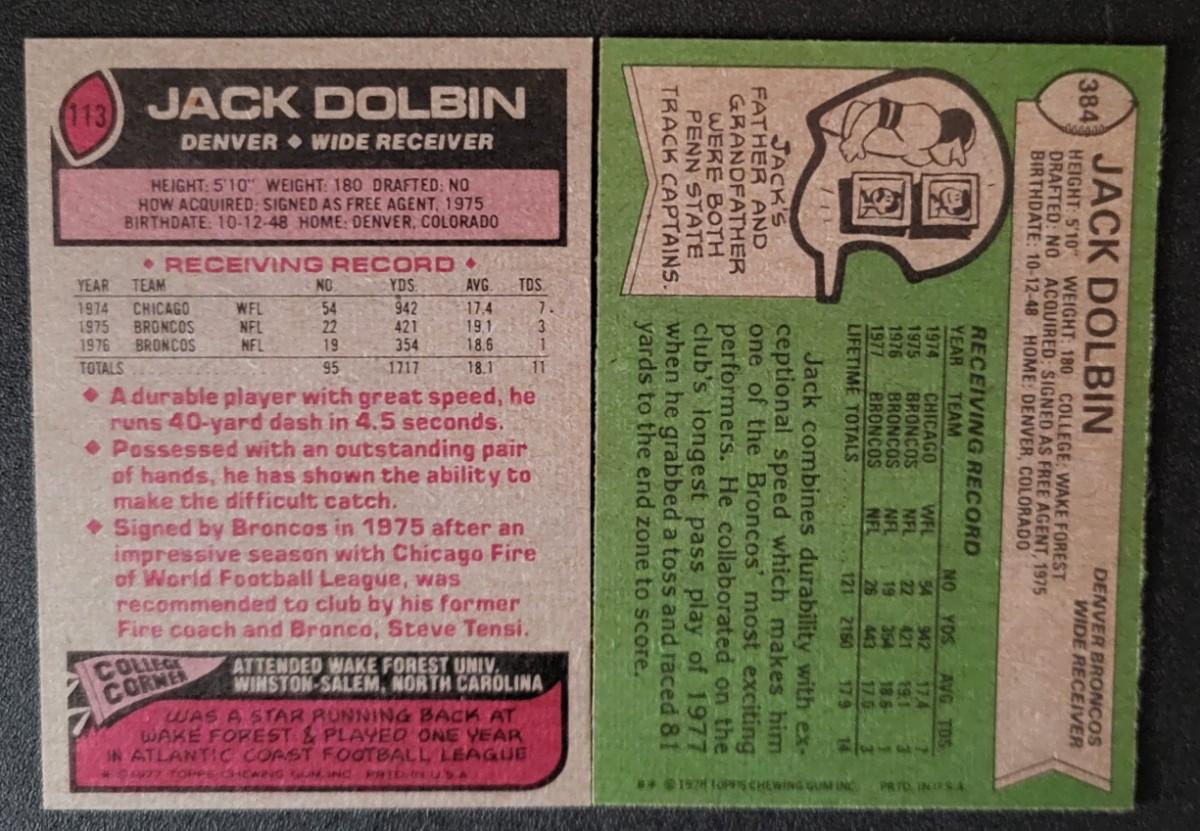 113
JACK DOLBIN
DENVER ◆ WIDE RECEIVER
HEIGHT: 5'10" WEIGHT: 180 DRAFTED: NO
HOW ACQUIRED: SIGNED AS FREE AGENT, 1975
BIRTHDATE: 10-12-48 HOME: DENVER, COLORADO
◆ RECEIVING RECORD ◆
YEAR TEAM NO. YDS. AVG. TDS.
1974 CHICAGO WFL 54 942 17.4 7
1975 BRONCOS NFL 22 421 19.1 3
1976 BRONCOS NFL 19 354 18.6 1
TOTALS 95 1717 18.1 11
◆ A durable player with great speed, he
runs 40-yard dash in 4.5 seconds.
◆ Possessed with an outstanding pair
of hands, he has shown the ability to
make the difficult catch.
◆ Signed by Broncos in 1975 after an
impressive season with Chicago Fire
of World Football League, was
recommended to club by his former
Fire coach and Bronco, Steve Tensi.
COLLEGE
CORNER
ATTENDED WAKE FOREST UNIV.
WINSTON-SALEM, NORTH CAROLINA
WAS A STAR RUNNING BACK AT
WAKE FOREST & PLAYED ONE YEAR
IN ATLANTIC COAST FOOTBALL LEAGUE
* © 1977 TOPPS CHEWING GUM, INC. PRTD. IN U.S.A.
384
JACK DOLBIN
DENVER BRONCOS
WIDE RECEIVER
HEIGHT: 5'10" WEIGHT: 180 COLLEGE: WAKE FOREST
DRAFTED: NO ACQUIRED: SIGNED AS FREE AGENT, 1975
BIRTHDATE: 10-12-48 HOME: DENVER, COLORADO
RECEIVING RECORD
YEAR TEAM NO YDS. AVG TDS.
1974 CHICAGO WFL 54 942 17.4 7
1975 BRONCOS NFL 22 421 19.1 3
1976 BRONCOS NFL 19 354 18.6 1
1977 BRONCOS NFL 26 443 17.0 3
LIFETIME TOTALS 121 2160 17.9 14
JACK'S
FATHER AND
GRANDFATHER
WERE BOTH
PENN STATE
TRACK CAPTAINS.
Jack combines durability with ex-
ceptional speed which makes him
one of the Broncos' most exciting
performers. He collaborated on the
club's longest pass play of 1977
when he grabbed a toss and raced 81
yards to the end zone to score.
** © 1978 TOPPS CHEWING GUM INC. PRTD. IN U.S.A.